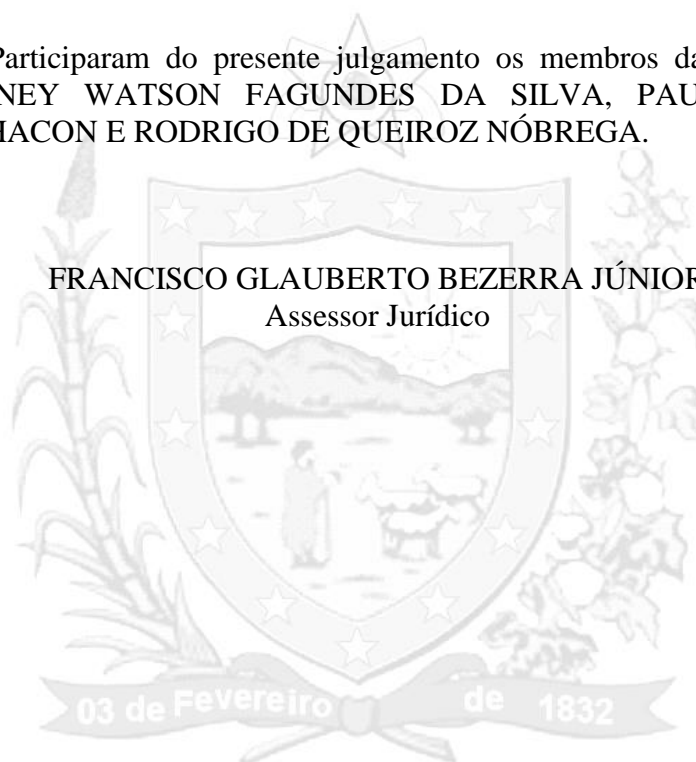 Participaram do presente julgamento os membros da
NEY WATSON FAGUNDES DA SILVA, PAU
HACON E RODRIGO DE QUEIROZ NÓBREGA.
FRANCISCO GLAUBERTO BEZERRA JÚNIOR
Assessor Jurídico
03 de Fevereiro de 1832